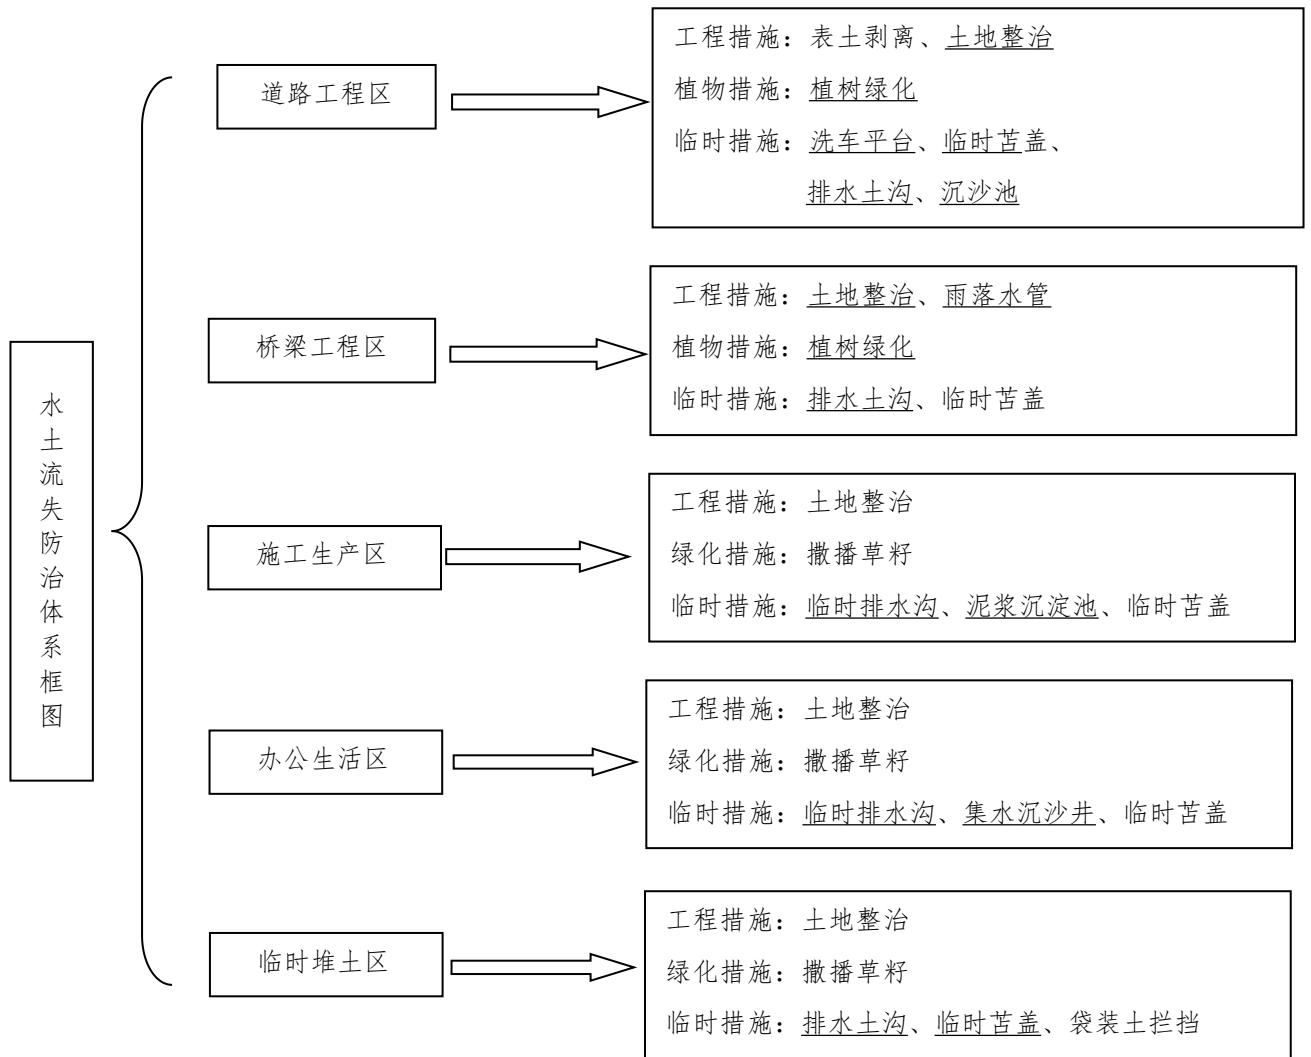 水土流失防治体系框图
道路工程区
工程措施：表土剥离、土地整治
植物措施：植树绿化
临时措施：洗车平台、临时苫盖、
排水土沟、沉沙池
桥梁工程区
工程措施：土地整治、雨落水管
植物措施：植树绿化
临时措施：排水土沟、临时苫盖
施工生产区
工程措施：土地整治
绿化措施：撒播草籽
临时措施：临时排水沟、泥浆沉淀池、临时苫盖
办公生活区
工程措施：土地整治
绿化措施：撒播草籽
临时措施：临时排水沟、集水沉沙井、临时苫盖
临时堆土区
工程措施：土地整治
绿化措施：撒播草籽
临时措施：排水土沟、临时苫盖、袋装土拦挡